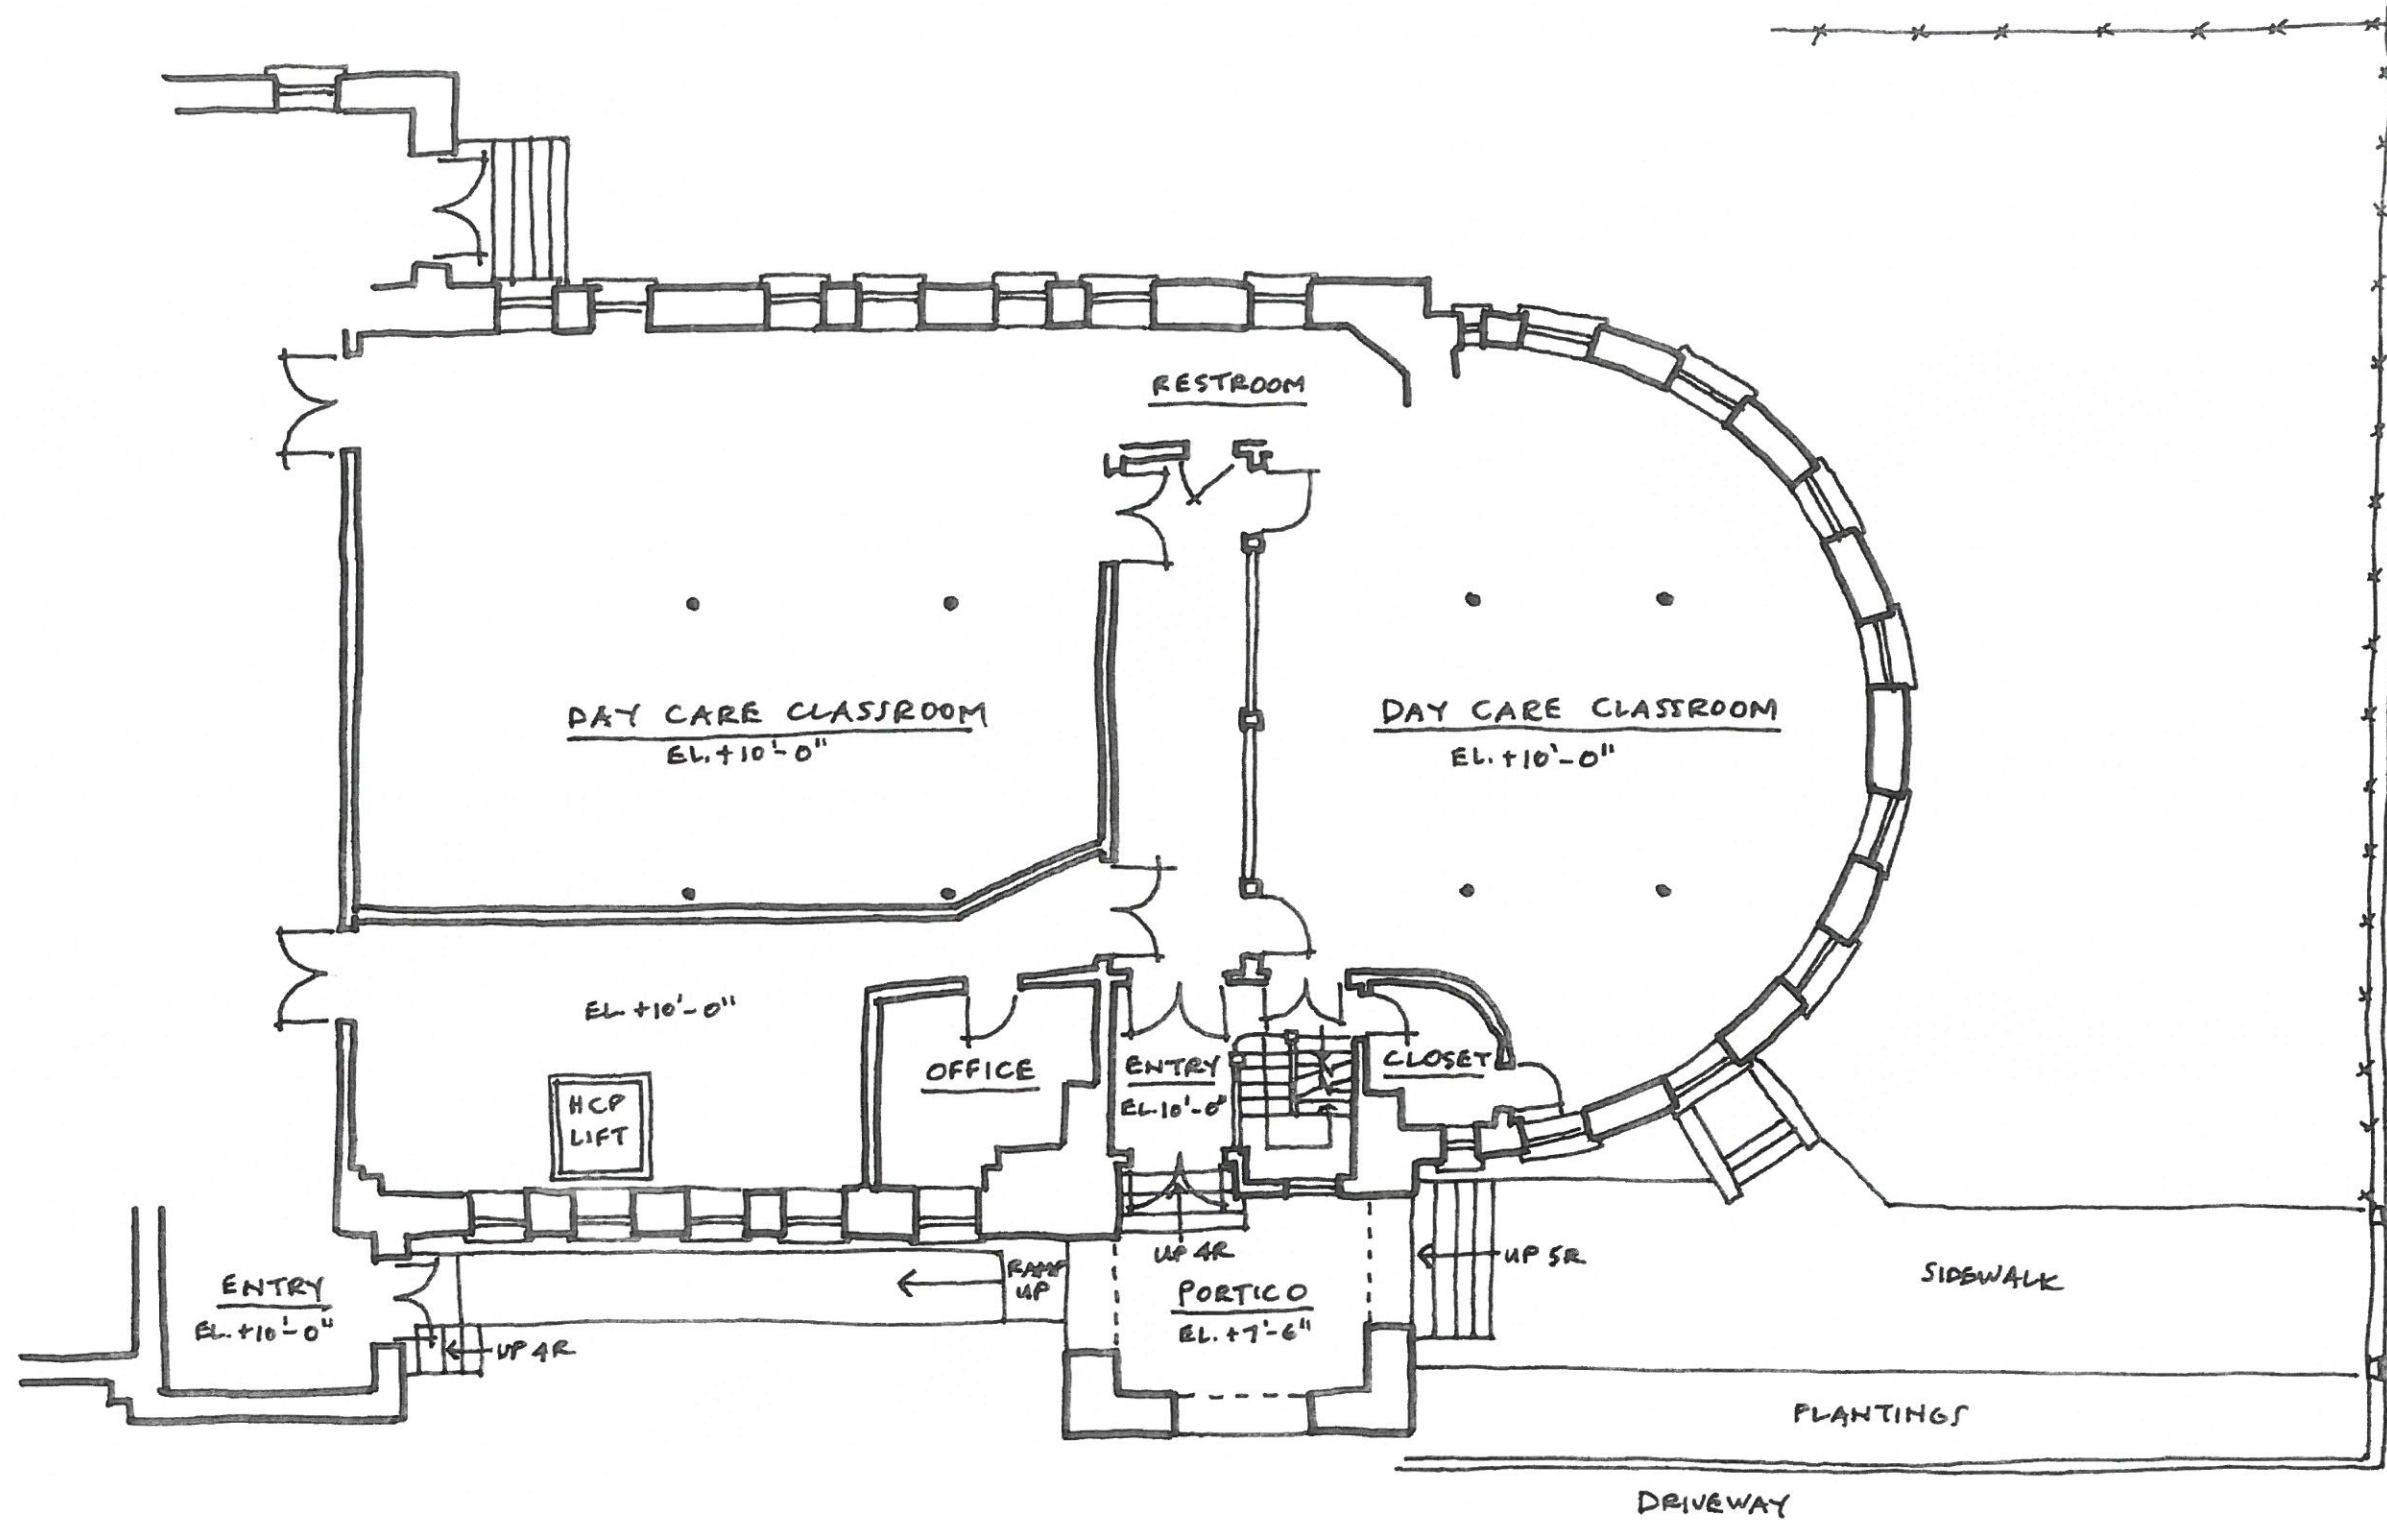 RESTROOM
DAY CARE CLASSROOM
EL. +10'-0"
DAY CARE CLASSROOM
EL. +10'-0"
EL. +10'-0"
OFFICE
ENTRY
EL. 10'-0"
CLOSET
HCP
LIFT
ENTRY
EL. +10'-0"
UP 4R
RAMP
UP
UP 4R
PORTICO
EL. +7'-6"
UP 5R
SIDEWALK
PLANTINGS
DRIVEWAY